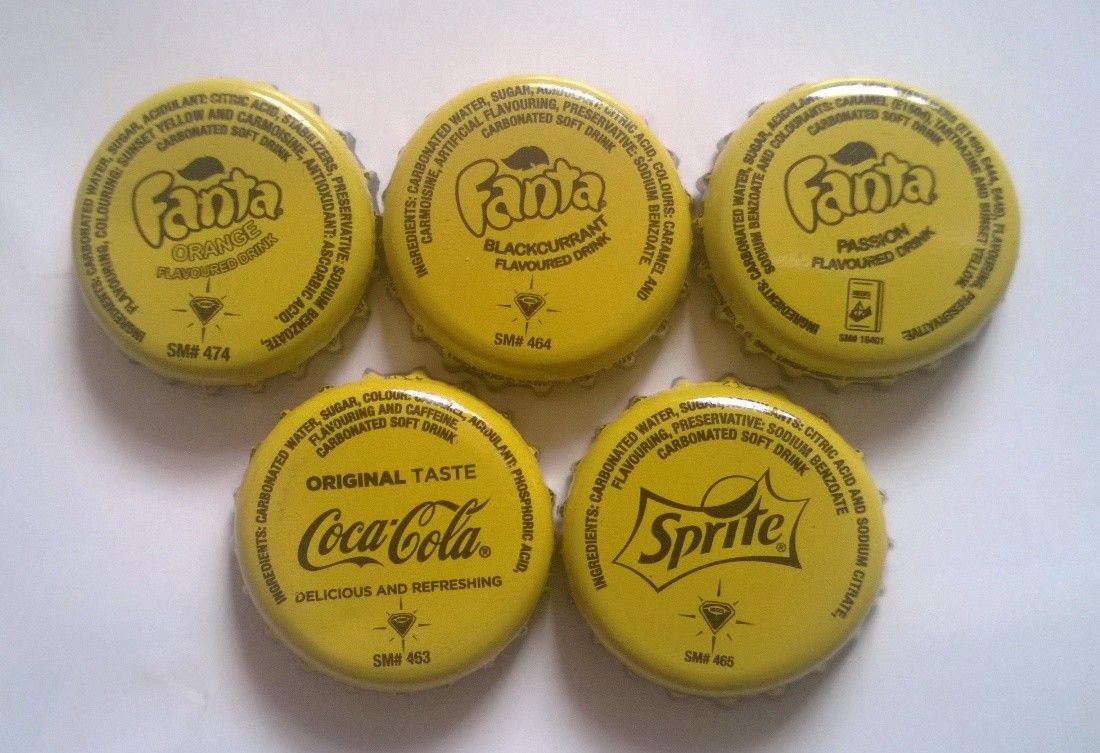 INGREDIENTS: CARBONATED WATER, SUGAR, ACIDULANT: CITRIC ACID, STABILIZERS, PRESERVATIVE: SODIUM BENZOATE,
FLAVOURING, COLOURING: SUNSET YELLOW AND CARMOISINE, ANTIOXIDANT: ASCORBIC ACID,
CARBONATED SOFT DRINK
Fanta
ORANGE
FLAVOURED DRINK
SM# 474
INGREDIENTS: CARBONATED WATER, SUGAR, ACIDULANT: CITRIC ACID, COLOURS: CARAMEL AND
CARMOISINE, ARTIFICIAL FLAVOURING, PRESERVATIVE: SODIUM BENZOATE,
CARBONATED SOFT DRINK
Fanta
BLACKCURRANT
FLAVOURED DRINK
SM# 464
INGREDIENTS: CARBONATED WATER, SUGAR, FLAVOURING, PRESERVATIVE
SODIUM BENZOATE AND COLOURANTS: CARAMEL TARTRAZINE AND SUNSET YELLOW
CARBONATED SOFT DRINK
Fanta
PASSION
FLAVOURED DRINK
SM# 16401
INGREDIENTS: CARBONATED WATER, SUGAR, COLOUR: CARAMEL, ACIDULANT: PHOSPHORIC ACID,
FLAVOURING AND CAFFEINE.
CARBONATED SOFT DRINK
ORIGINAL TASTE
Coca-Cola®
DELICIOUS AND REFRESHING
SM# 463
INGREDIENTS: CARBONATED WATER, SUGAR, CITRIC ACID AND SODIUM CITRATE,
FLAVOURING, PRESERVATIVE: SODIUM BENZOATE
CARBONATED SOFT DRINK
Sprite®
SM# 465